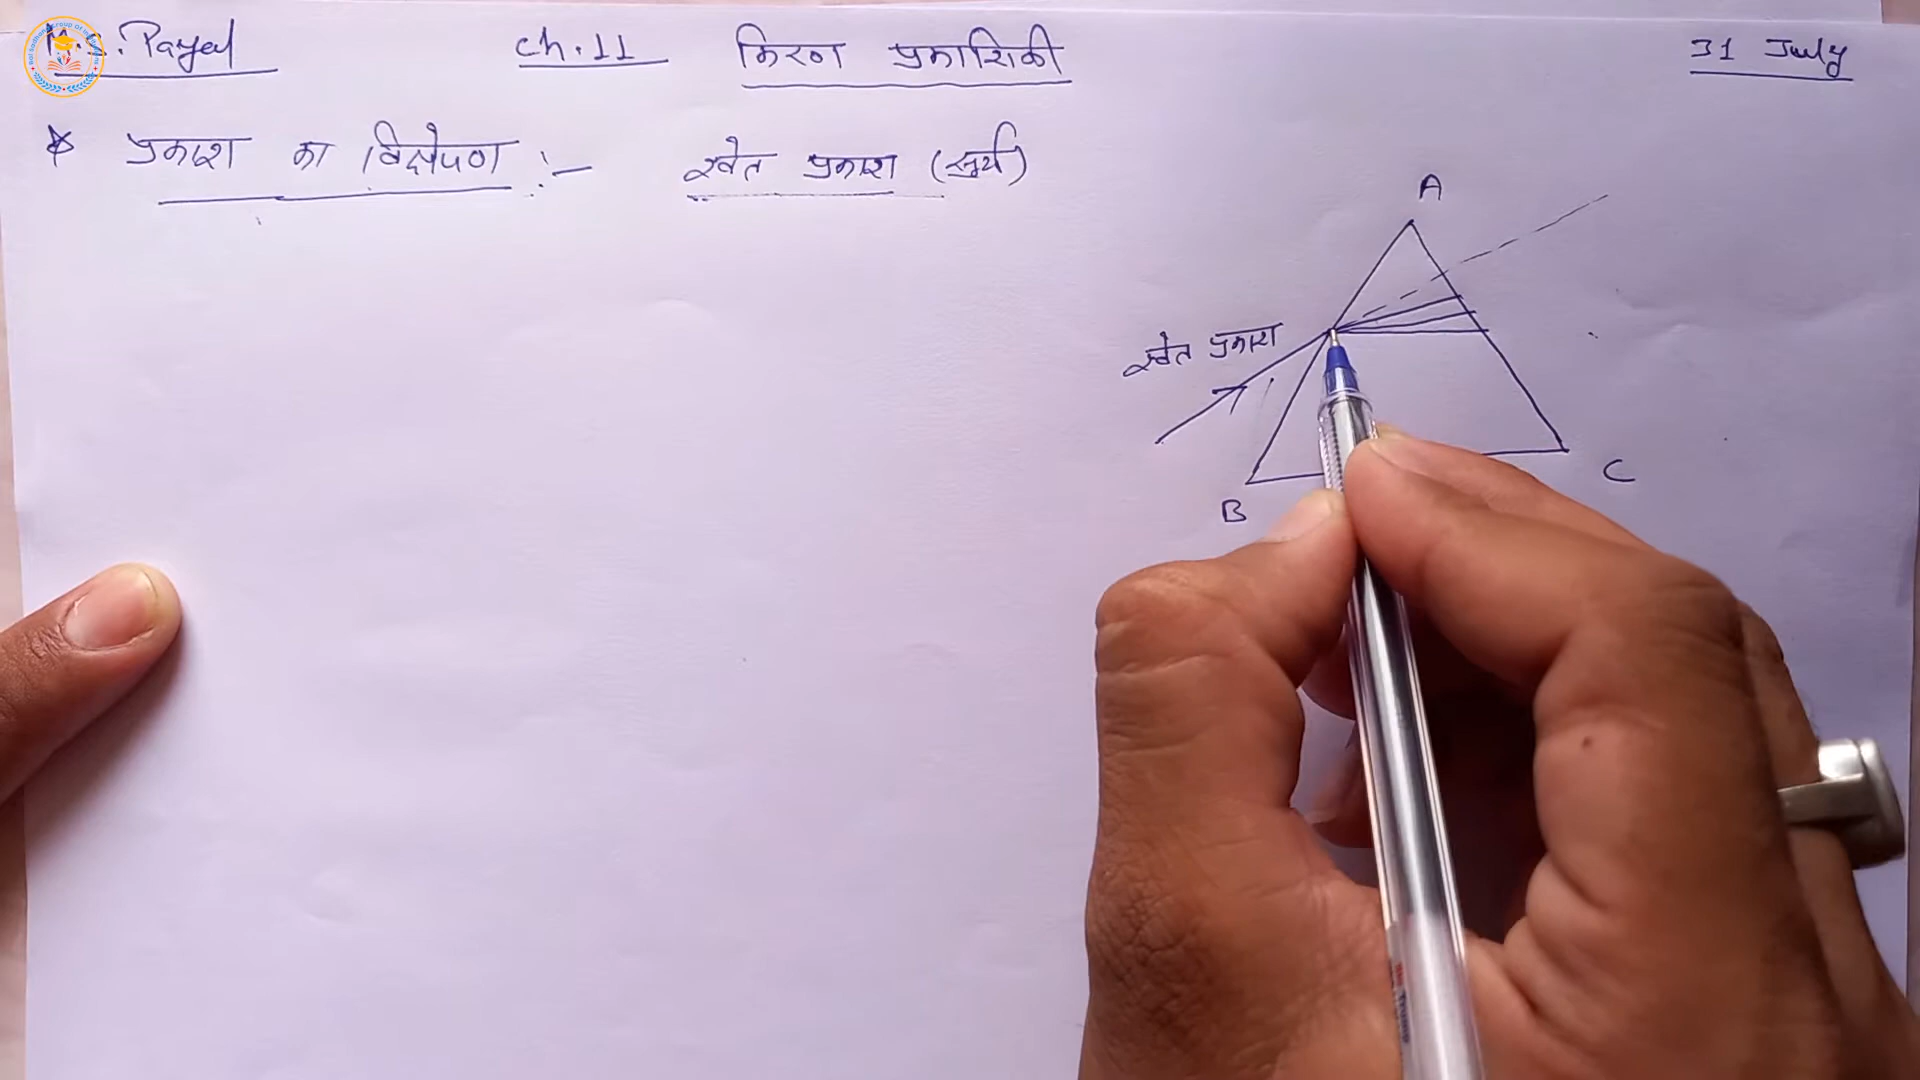 M.S. Payal ch.11 किरण प्रकाशिकी 31 July
* प्रकाश का विक्षेपण :- श्वेत प्रकाश (सूर्य)
A
श्वेत प्रकाश
C
B